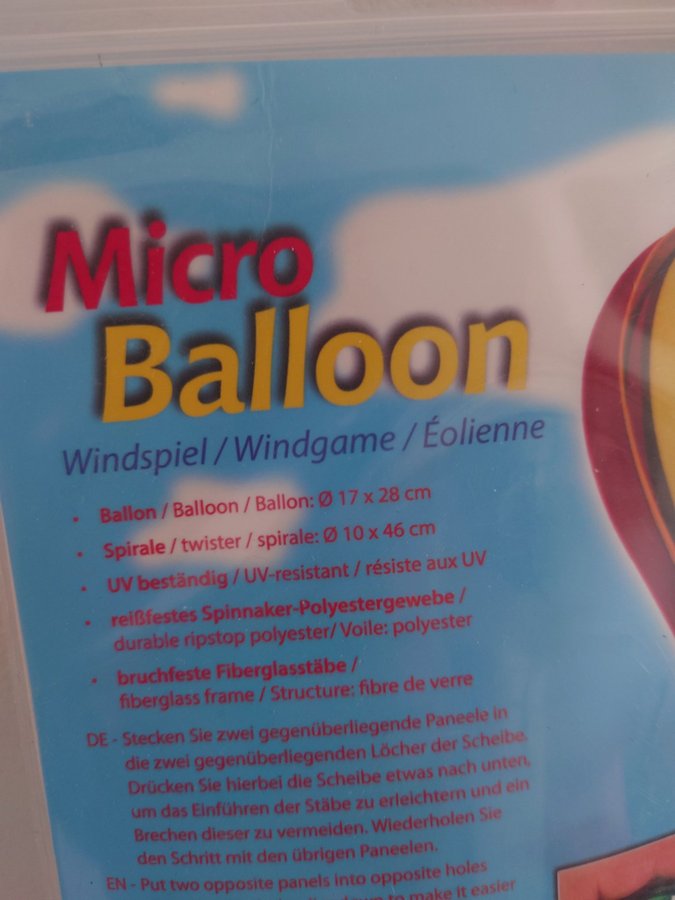 Micro
Balloon
Windspiel / Windgame / Éolienne
• Ballon / Balloon / Ballon: Ø 17 x 28 cm
• Spirale / twister / spirale: Ø 10 x 46 cm
• UV beständig / UV-resistant / résiste aux UV
• reißfestes Spinnaker-Polyestergewebe /
durable ripstop polyester/ Voile: polyester
• bruchfeste Fiberglasstäbe /
fiberglass frame / Structure: fibre de verre
DE - Stecken Sie zwei gegenüberliegende Paneele in
die zwei gegenüberliegenden Löcher der Scheibe.
Drücken Sie hierbei die Scheibe etwas nach unten,
um das Einführen der Stäbe zu erleichtern und ein
Brechen dieser zu vermeiden. Wiederholen Sie
den Schritt mit den übrigen Paneelen.
EN - Put two opposite panels into opposite holes
to make it easier